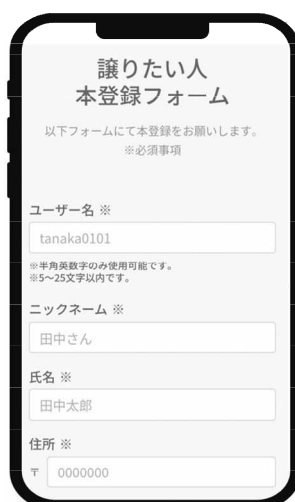 譲りたい人
本登録フォーム
以下フォームにて本登録をお願いします。
※必須事項
ユーザー名 ※
tanaka0101
※半角英数字のみ使用可能です。
※5〜25文字以内です。
ニックネーム ※
田中さん
氏名 ※
田中太郎
住所 ※
〒 0000000